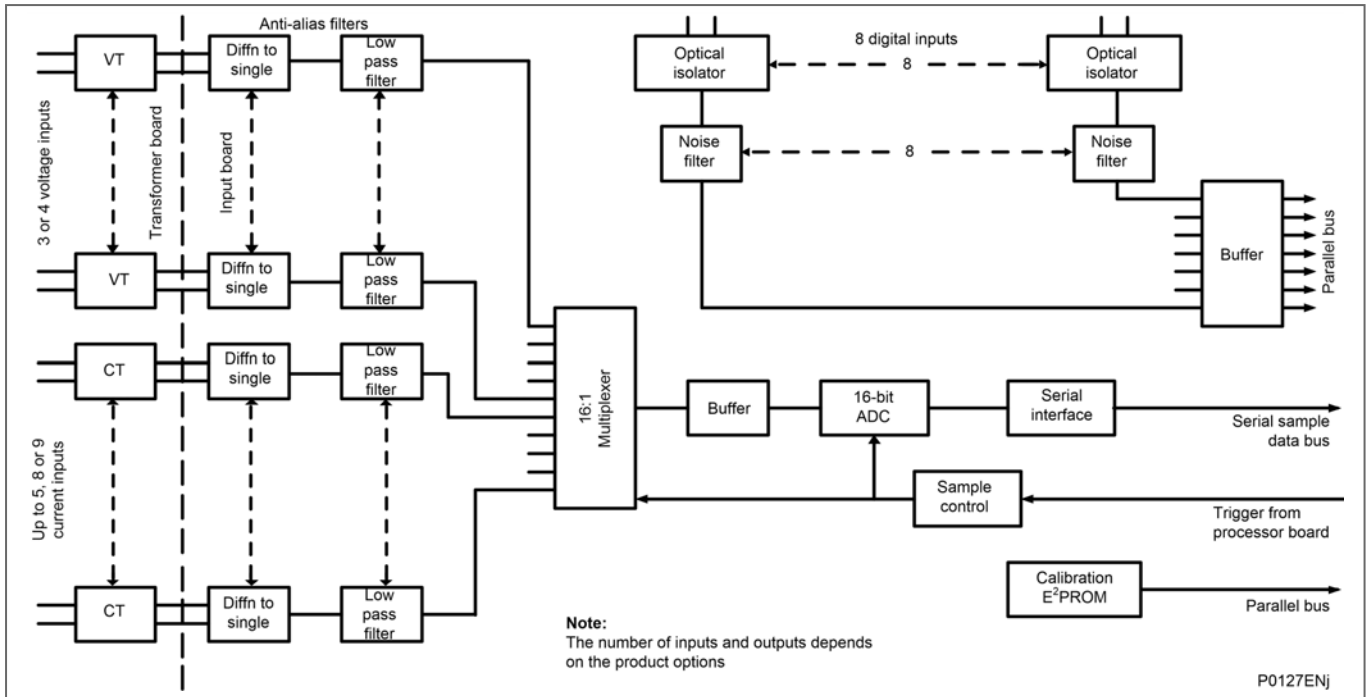 Anti-alias filters
VT
Diffn to
single
Low
pass
filter
3 or 4 voltage inputs
Transformer board
Input board
VT
Diffn to
single
Low
pass
filter
CT
Diffn to
single
Low
pass
filter
Up to 5, 8 or 9
current inputs
CT
Diffn to
single
Low
pass
filter
16:1
Multiplexer
Optical
isolator
8 digital inputs
8
Optical
isolator
Noise
filter
8
Noise
filter
Buffer
Parallel bus
Buffer
16-bit
ADC
Serial
interface
Serial sample
data bus
Sample
control
Trigger from
processor board
Calibration
E²PROM
Parallel bus
Note:
The number of inputs and outputs depends
on the product options
P0127ENj